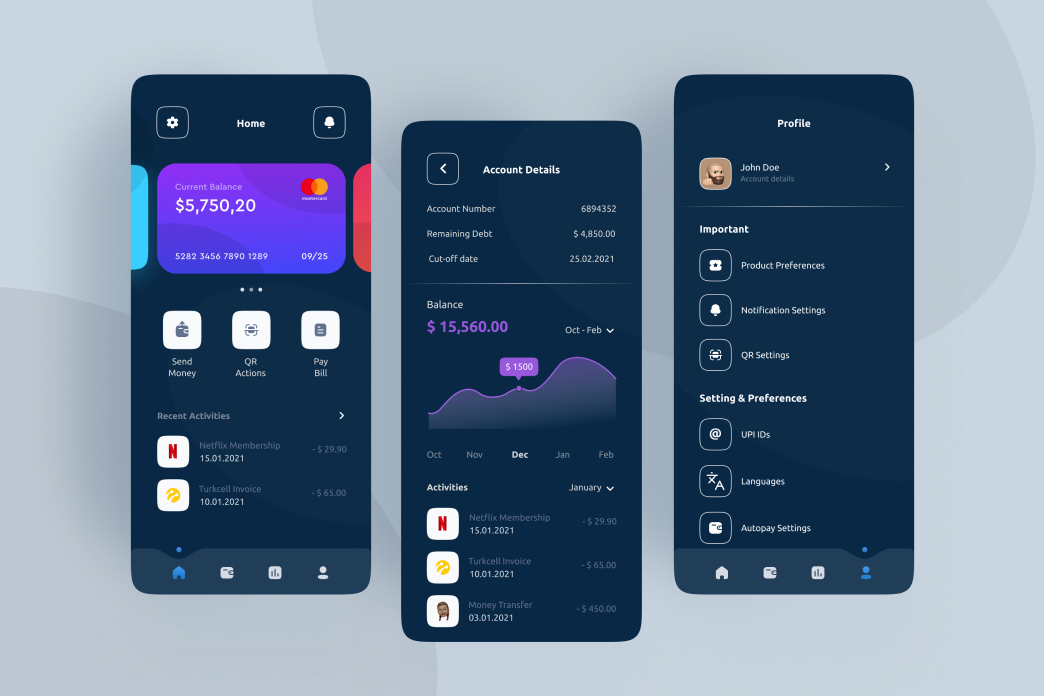 Home
Current Balance
$5,750,20
mastercard
5282 3456 7890 1289 09/25
Send Money
QR Actions
Pay Bill
Recent Activities
N
Netflix Membership - $ 29.90
15.01.2021
Turkcell Invoice - $ 65.00
10.01.2021
Account Details
Account Number 6894352
Remaining Debt $ 4,850.00
Cut-off date 25.02.2021
Balance
$ 15,560.00 Oct - Feb
$ 1500
Oct Nov Dec Jan Feb
Activities January
N
Netflix Membership - $ 29.90
15.01.2021
Turkcell Invoice - $ 65.00
10.01.2021
Money Transfer - $ 450.00
03.01.2021
Profile
John Doe
Account details
Important
Product Preferences
Notification Settings
QR Settings
Setting & Preferences
@ UPI IDs
Languages
Autopay Settings